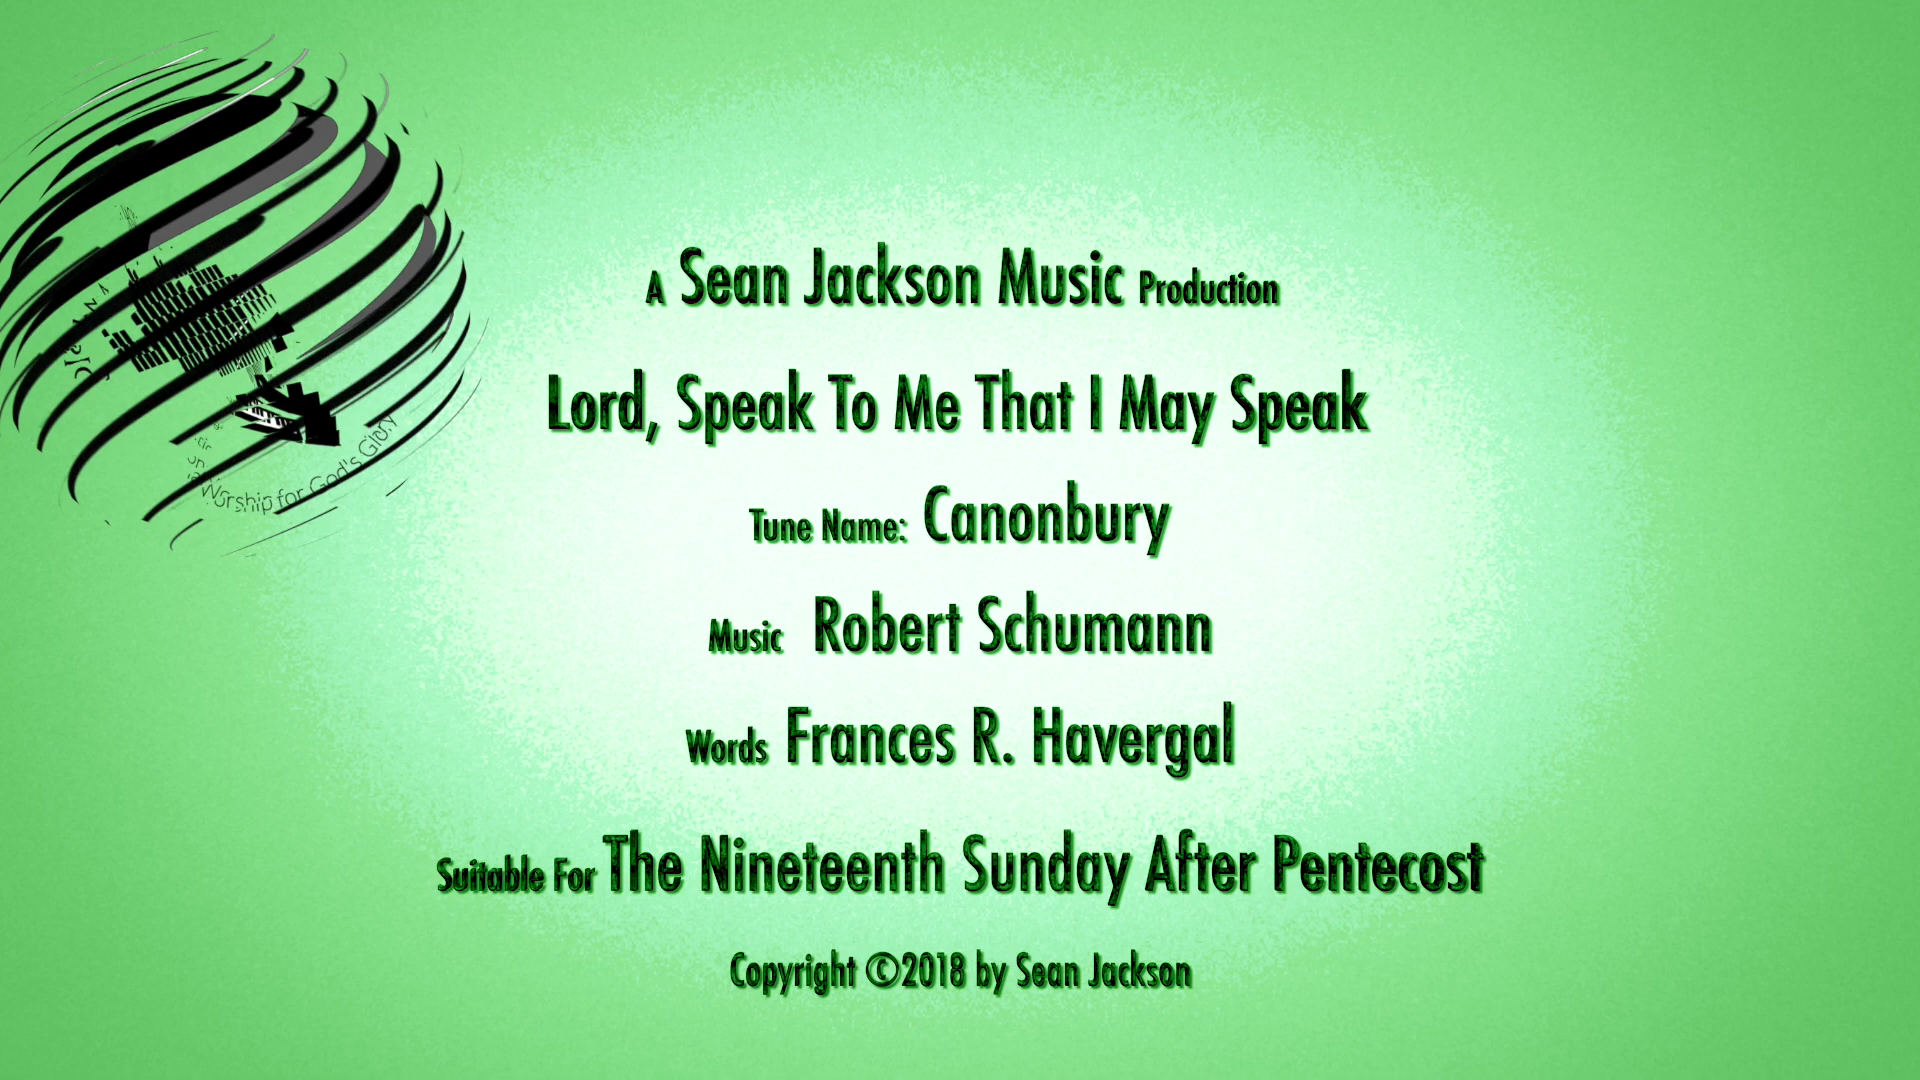 A Sean Jackson Music Production
Lord, Speak To Me That I May Speak
Tune Name: Canonbury
Music Robert Schumann
Words Frances R. Havergal
Suitable For The Nineteenth Sunday After Pentecost
Copyright ©2018 by Sean Jackson
Worship for God's Glory